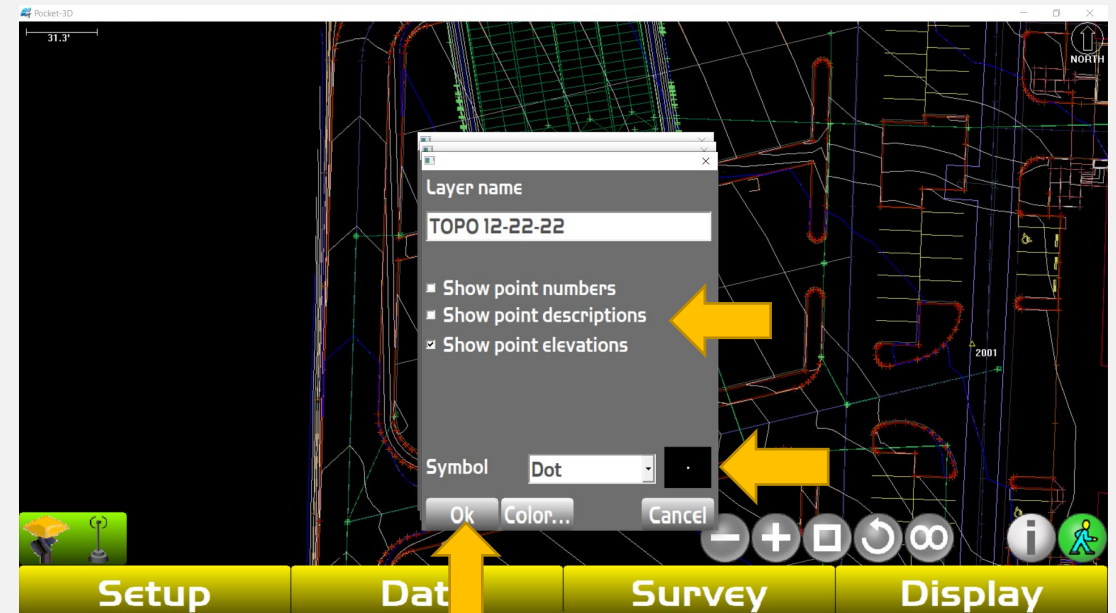 Pocket-3D
31.3'
NORTH
Layer name
TOPO 12-22-22
Show point numbers
Show point descriptions
Show point elevations
2001
Symbol
Dot
Ok
Color...
Cancel
i
Setup
Dat
Survey
Display